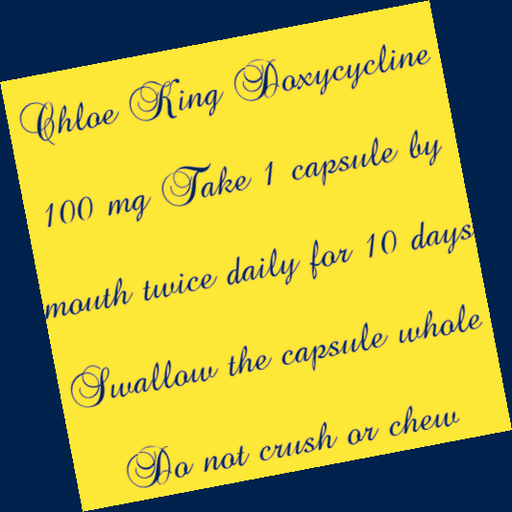 Chloe King Doxycycline
100 mg Take 1 capsule by
mouth twice daily for 10 days
Swallow the capsule whole
Do not crush or chew